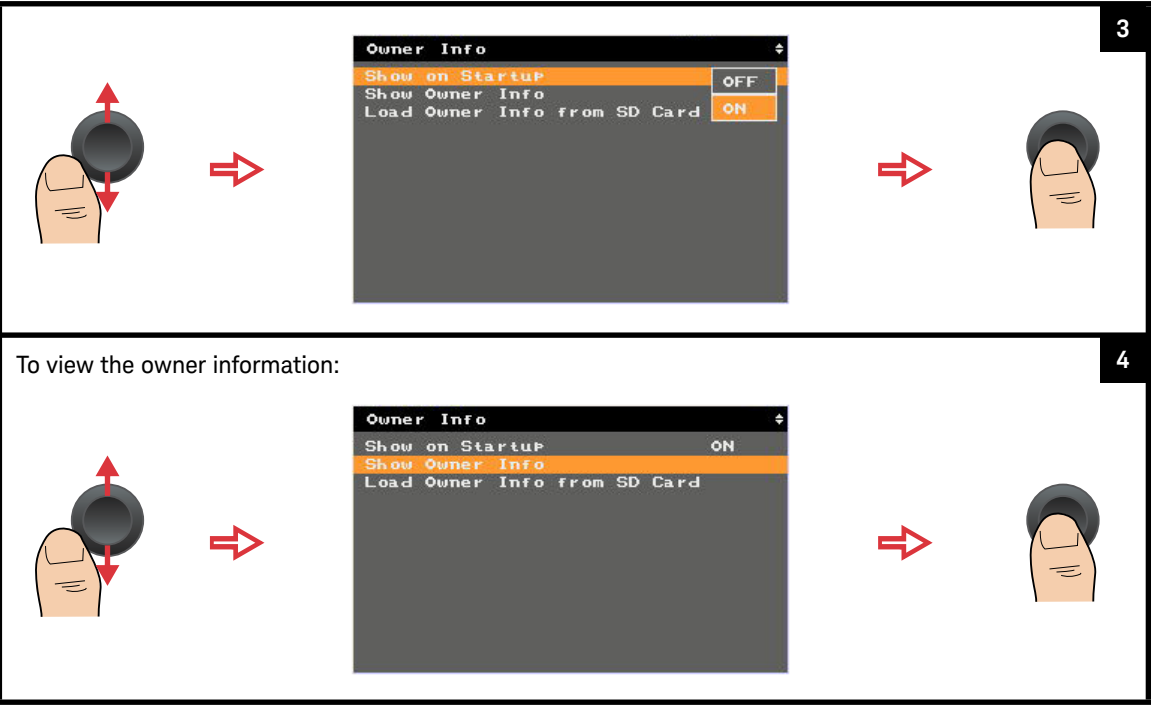 3
Owner Info
Show on Startup
OFF
Show Owner Info
Load Owner Info from SD Card
ON
4
To view the owner information:
Owner Info
Show on Startup ON
Show Owner Info
Load Owner Info from SD Card